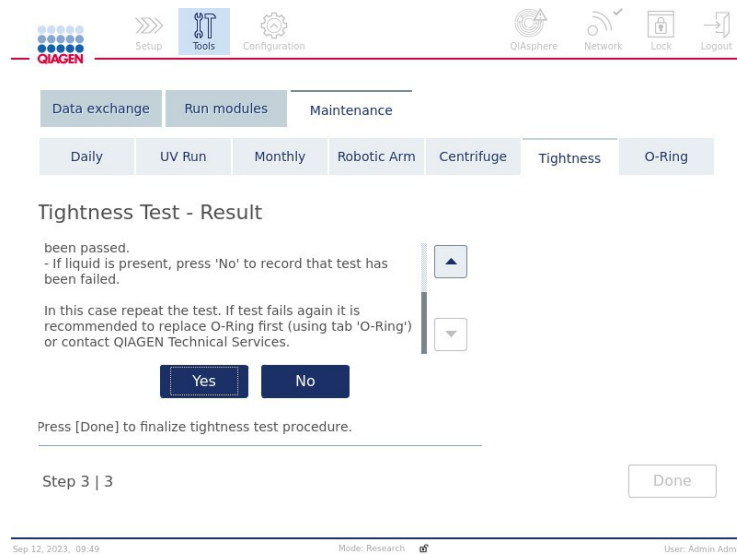 QIAGEN
Setup
Tools
Configuration
QIAsphere
Network
Lock
Logout
Data exchange
Run modules
Maintenance
Daily
UV Run
Monthly
Robotic Arm
Centrifuge
Tightness
O-Ring
Tightness Test - Result
been passed.
- If liquid is present, press 'No' to record that test has
been failed.
In this case repeat the test. If test fails again it is
recommended to replace O-Ring first (using tab 'O-Ring')
or contact QIAGEN Technical Services.
Yes
No
Press [Done] to finalize tightness test procedure.
Step 3 | 3
Done
Sep 12, 2023, 09:49
Mode: Research
User: Admin Adm